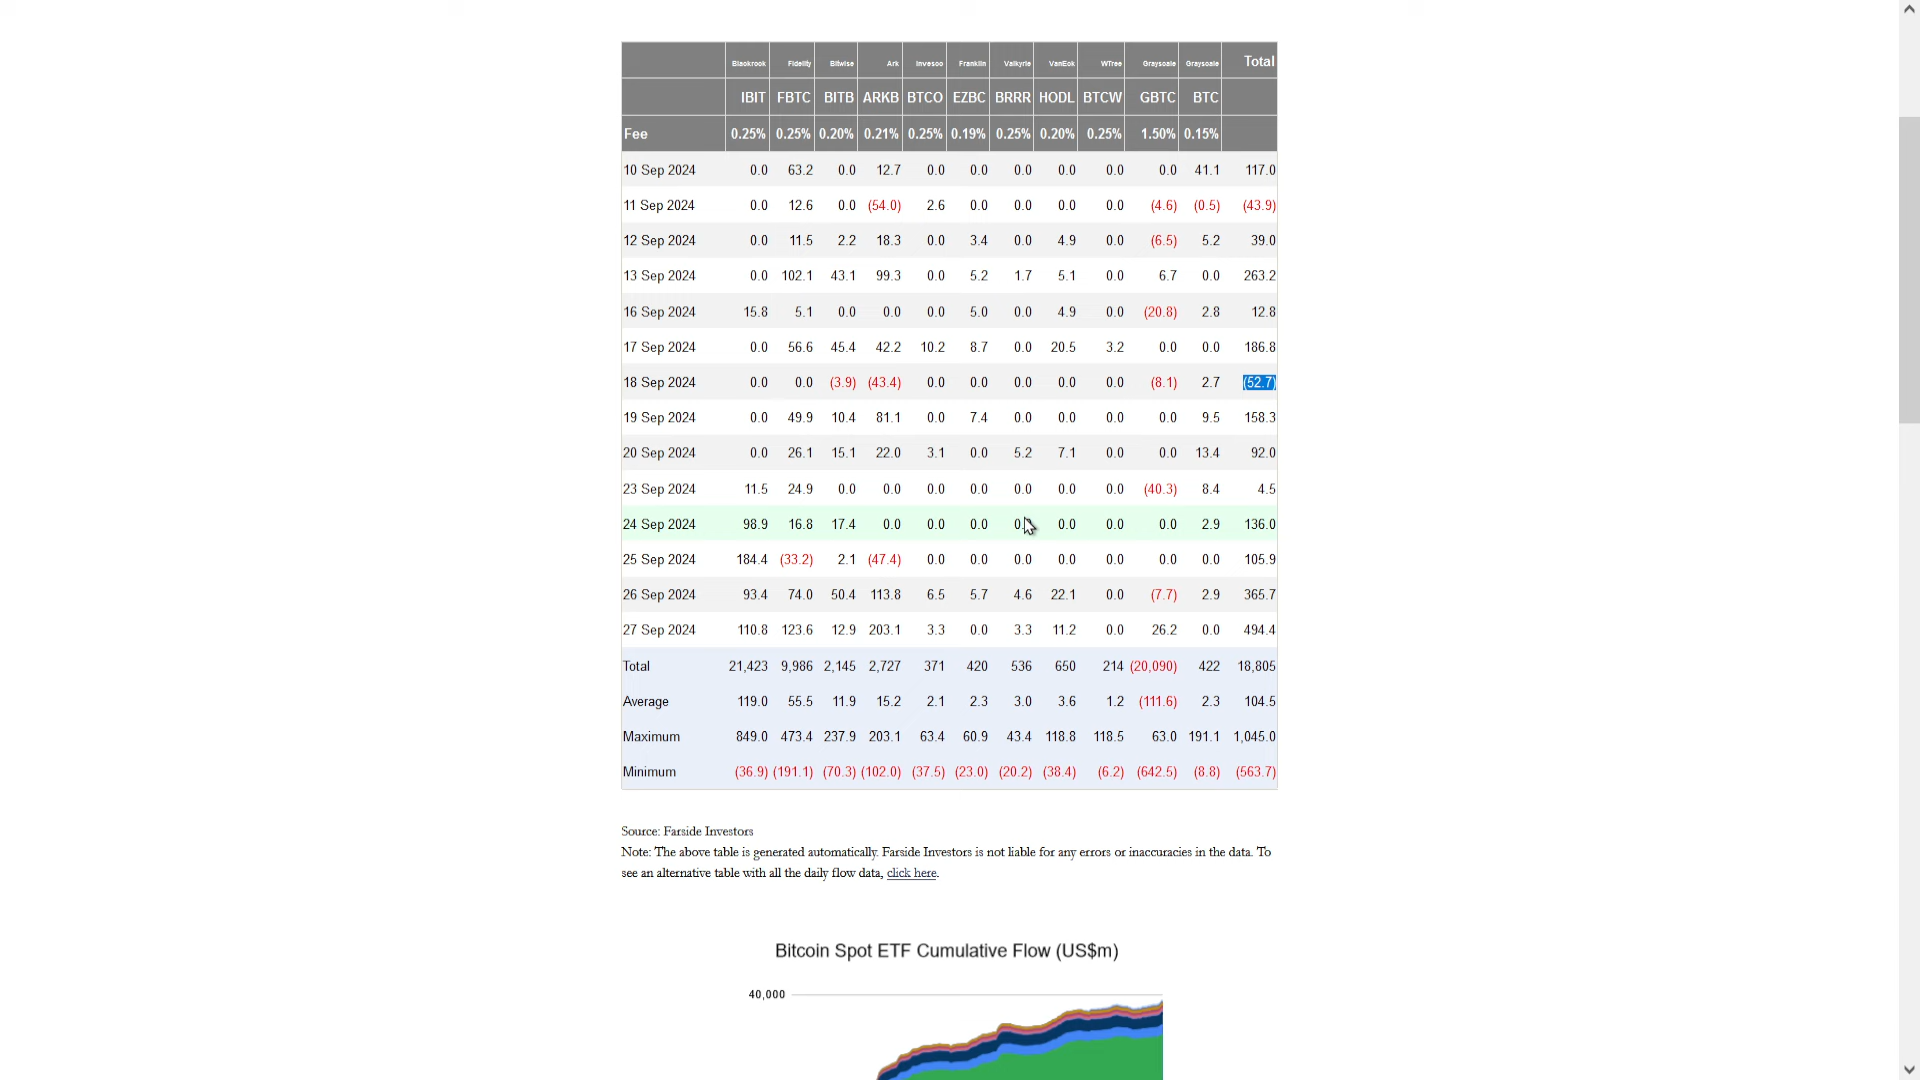 Blackrock Fidelity Bitwise Ark Invesco Franklin Valkyrie VanEck WTree Grayscale Grayscale Total
IBIT FBTC BITB ARKB BTCO EZBC BRRR HODL BTCW GBTC BTC
Fee 0.25% 0.25% 0.20% 0.21% 0.25% 0.19% 0.25% 0.20% 0.25% 1.50% 0.15%
10 Sep 2024 0.0 63.2 0.0 12.7 0.0 0.0 0.0 0.0 0.0 0.0 41.1 117.0
11 Sep 2024 0.0 12.6 0.0 (54.0) 2.6 0.0 0.0 0.0 0.0 (4.6) (0.5) (43.9)
12 Sep 2024 0.0 11.5 2.2 18.3 0.0 3.4 0.0 4.9 0.0 (6.5) 5.2 39.0
13 Sep 2024 0.0 102.1 43.1 99.3 0.0 5.2 1.7 5.1 0.0 6.7 0.0 263.2
16 Sep 2024 15.8 5.1 0.0 0.0 0.0 5.0 0.0 4.9 0.0 (20.8) 2.8 12.8
17 Sep 2024 0.0 56.6 45.4 42.2 10.2 8.7 0.0 20.5 3.2 0.0 0.0 186.8
18 Sep 2024 0.0 0.0 (3.9) (43.4) 0.0 0.0 0.0 0.0 0.0 (8.1) 2.7 (52.7)
19 Sep 2024 0.0 49.9 10.4 81.1 0.0 7.4 0.0 0.0 0.0 0.0 9.5 158.3
20 Sep 2024 0.0 26.1 15.1 22.0 3.1 0.0 5.2 7.1 0.0 0.0 13.4 92.0
23 Sep 2024 11.5 24.9 0.0 0.0 0.0 0.0 0.0 0.0 0.0 (40.3) 8.4 4.5
24 Sep 2024 98.9 16.8 17.4 0.0 0.0 0.0 0.0 0.0 0.0 0.0 2.9 136.0
25 Sep 2024 184.4 (33.2) 2.1 (47.4) 0.0 0.0 0.0 0.0 0.0 0.0 0.0 105.9
26 Sep 2024 93.4 74.0 50.4 113.8 6.5 5.7 4.6 22.1 0.0 (7.7) 2.9 365.7
27 Sep 2024 110.8 123.6 12.9 203.1 3.3 0.0 3.3 11.2 0.0 26.2 0.0 494.4
Total 21,423 9,986 2,145 2,727 371 420 536 650 214 (20,090) 422 18,805
Average 119.0 55.5 11.9 15.2 2.1 2.3 3.0 3.6 1.2 (111.6) 2.3 104.5
Maximum 849.0 473.4 237.9 203.1 63.4 60.9 43.4 118.8 118.5 63.0 191.1 1,045.0
Minimum (36.9) (191.1) (70.3) (102.0) (37.5) (23.0) (20.2) (38.4) (6.2) (642.5) (8.8) (563.7)
Source: Farside Investors
Note: The above table is generated automatically. Farside Investors is not liable for any errors or inaccuracies in the data. To
see an alternative table with all the daily flow data, click here.
Bitcoin Spot ETF Cumulative Flow (US$m)
40,000